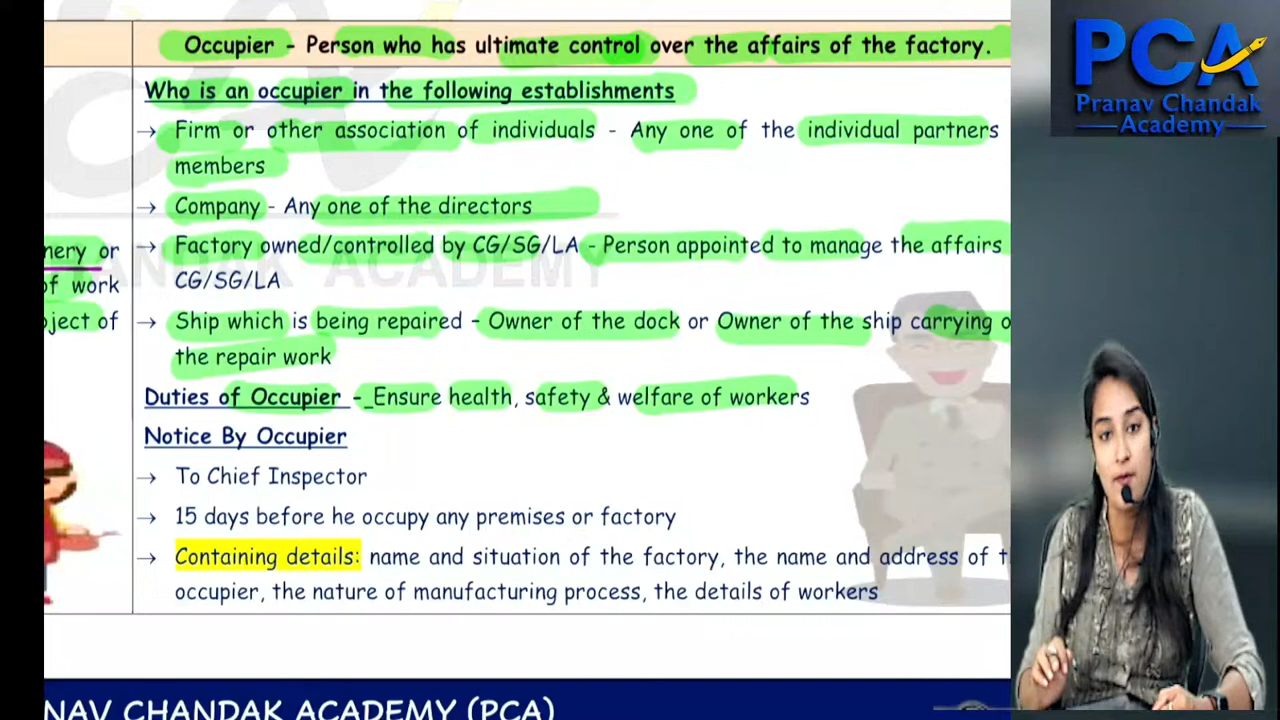 Occupier - Person who has ultimate control over the affairs of the factory.
Who is an occupier in the following establishments
→ Firm or other association of individuals - Any one of the individual partners
members
→ Company - Any one of the directors
→ Factory owned/controlled by CG/SG/LA - Person appointed to manage the affairs
CG/SG/LA
→ Ship which is being repaired - Owner of the dock or Owner of the ship carrying
the repair work
Duties of Occupier - Ensure health, safety & welfare of workers
Notice By Occupier
→ To Chief Inspector
→ 15 days before he occupy any premises or factory
→ Containing details: name and situation of the factory, the name and address of
occupier, the nature of manufacturing process, the details of workers
nery or
of work
ject of
PCA
Pranav Chandak
Academy
ANDAK ACADEMY
NAV CHANDAK ACADEMY (PCA)